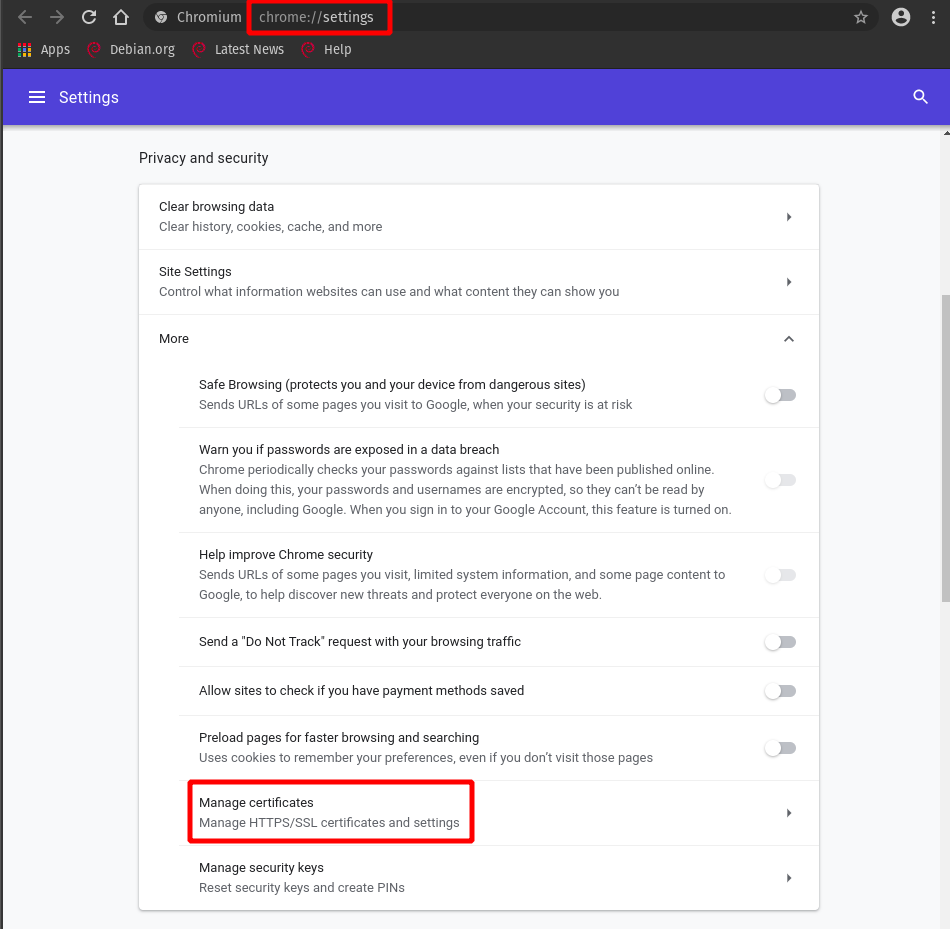 Chromium chrome://settings
Apps Debian.org Latest News Help
Settings
Privacy and security
Clear browsing data
Clear history, cookies, cache, and more
Site Settings
Control what information websites can use and what content they can show you
More
Safe Browsing (protects you and your device from dangerous sites)
Sends URLs of some pages you visit to Google, when your security is at risk
Warn you if passwords are exposed in a data breach
Chrome periodically checks your passwords against lists that have been published online.
When doing this, your passwords and usernames are encrypted, so they can’t be read by
anyone, including Google. When you sign in to your Google Account, this feature is turned on.
Help improve Chrome security
Sends URLs of some pages you visit, limited system information, and some page content to
Google, to help discover new threats and protect everyone on the web.
Send a "Do Not Track" request with your browsing traffic
Allow sites to check if you have payment methods saved
Preload pages for faster browsing and searching
Uses cookies to remember your preferences, even if you don’t visit those pages
Manage certificates
Manage HTTPS/SSL certificates and settings
Manage security keys
Reset security keys and create PINs